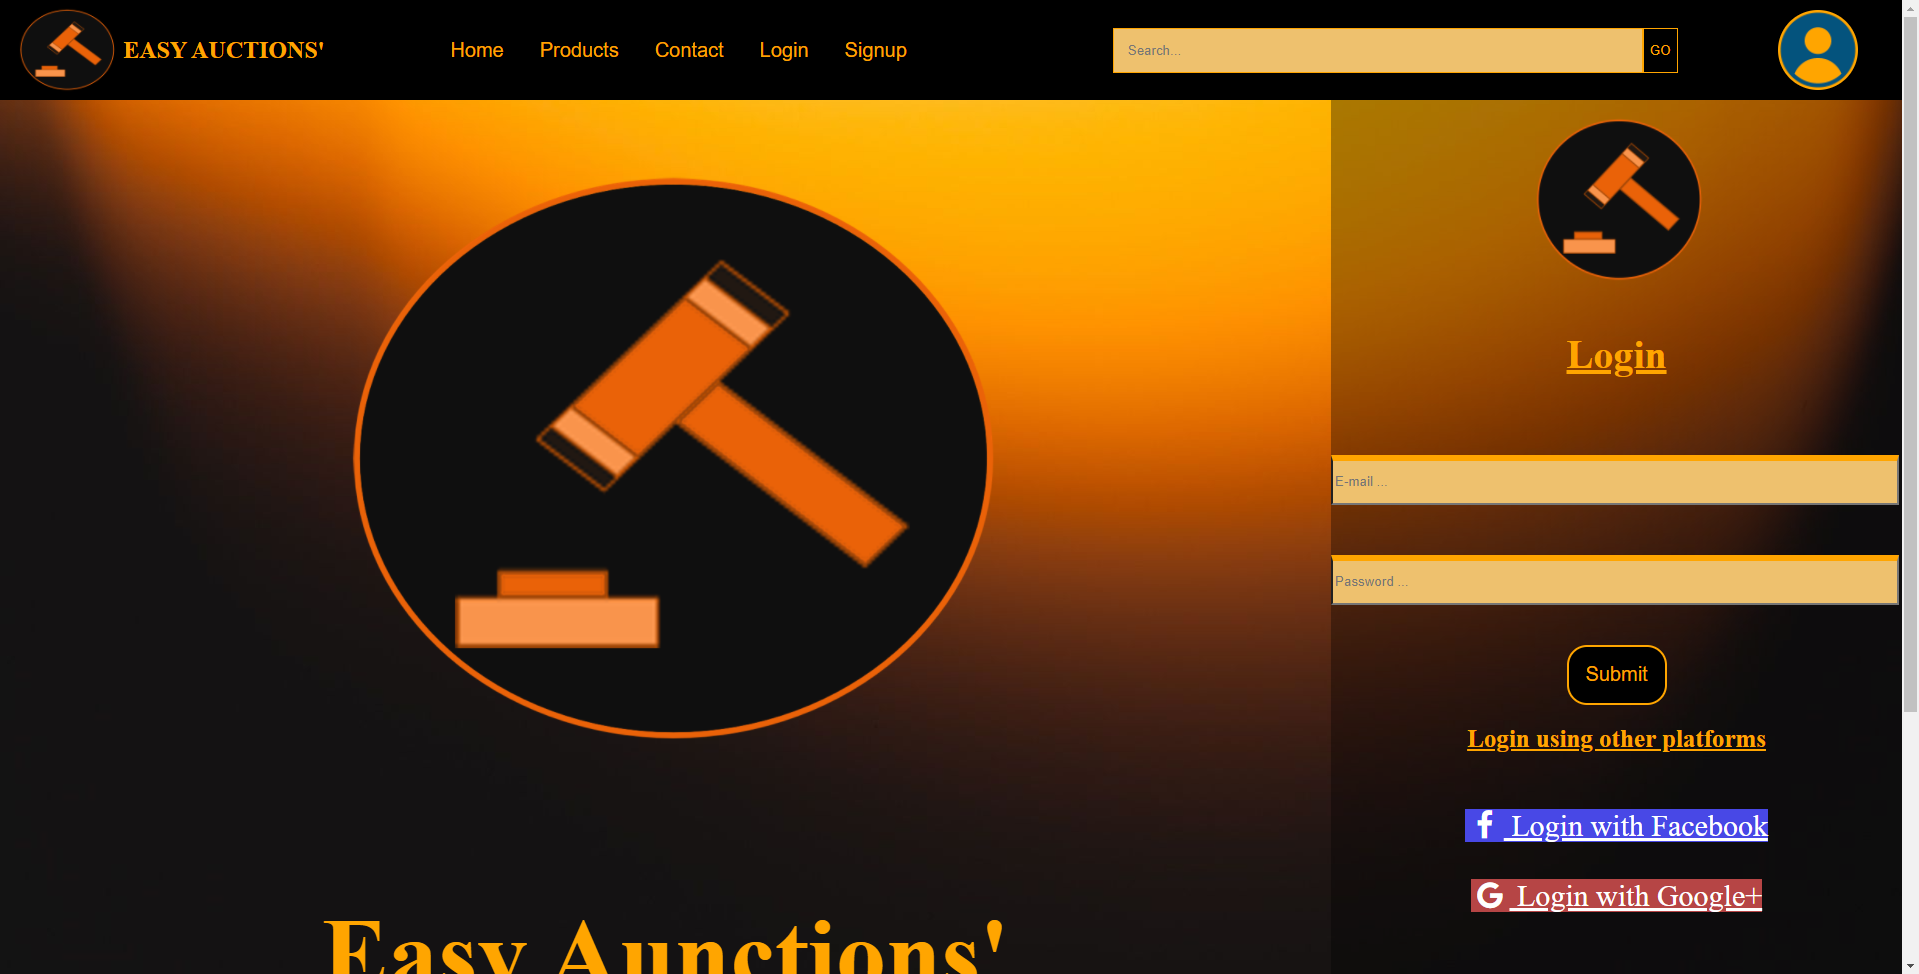 EASY AUCTIONS'
Home Products Contact Login Signup
Search...
GO
Login
E-mail ...
Password ...
Submit
Login using other platforms
Login with Facebook
Login with Google+
Easy Aunctions'